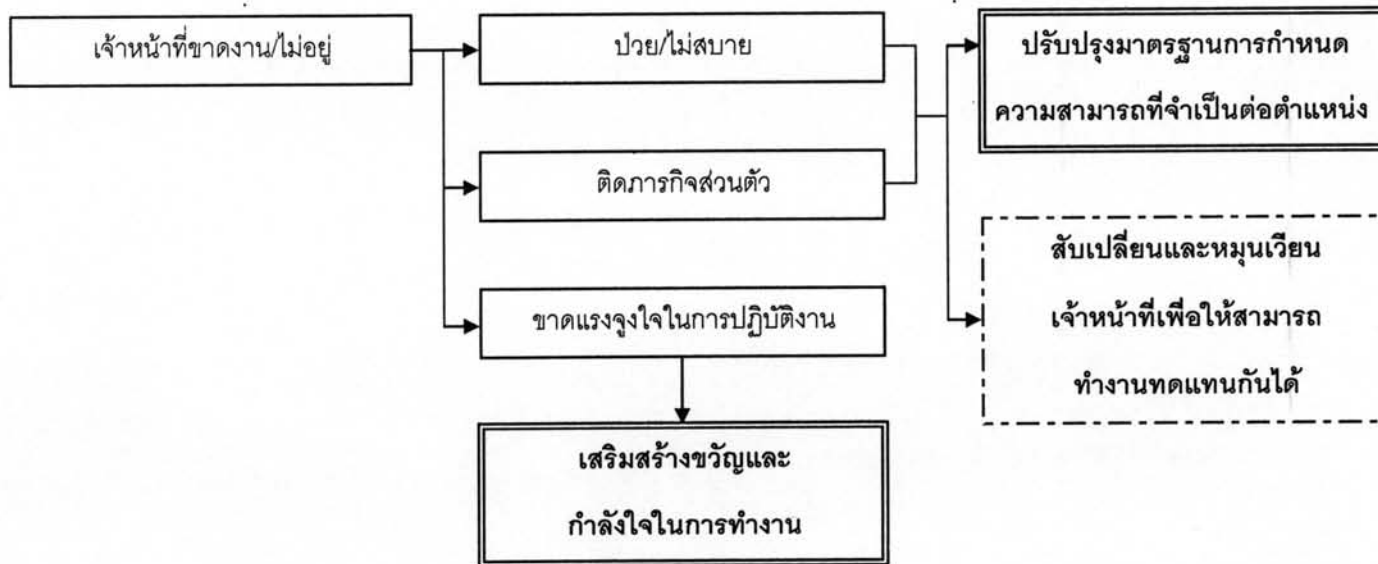 เจ้าหน้าที่ขาดงาน/ไม่อยู่
ป่วย/ไม่สบาย
ปรับปรุงมาตรฐานการกำหนด
ความสามารถที่จำเป็นต่อตำแหน่ง
ติดภารกิจส่วนตัว
สับเปลี่ยนและหมุนเวียน
เจ้าหน้าที่เพื่อให้สามารถ
ทำงานทดแทนกันได้
ขาดแรงจูงใจในการปฏิบัติงาน
เสริมสร้างขวัญและ
กำลังใจในการทำงาน